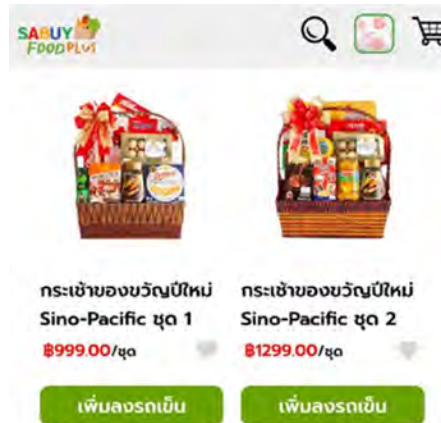 SABUY
FOOD PLUS
กระเช้าของขวัญปีใหม่
Sino-Pacific ชุด 1
฿999.00/ชุด
เพิ่มลงรถเข็น
กระเช้าของขวัญปีใหม่
Sino-Pacific ชุด 2
฿1299.00/ชุด
เพิ่มลงรถเข็น